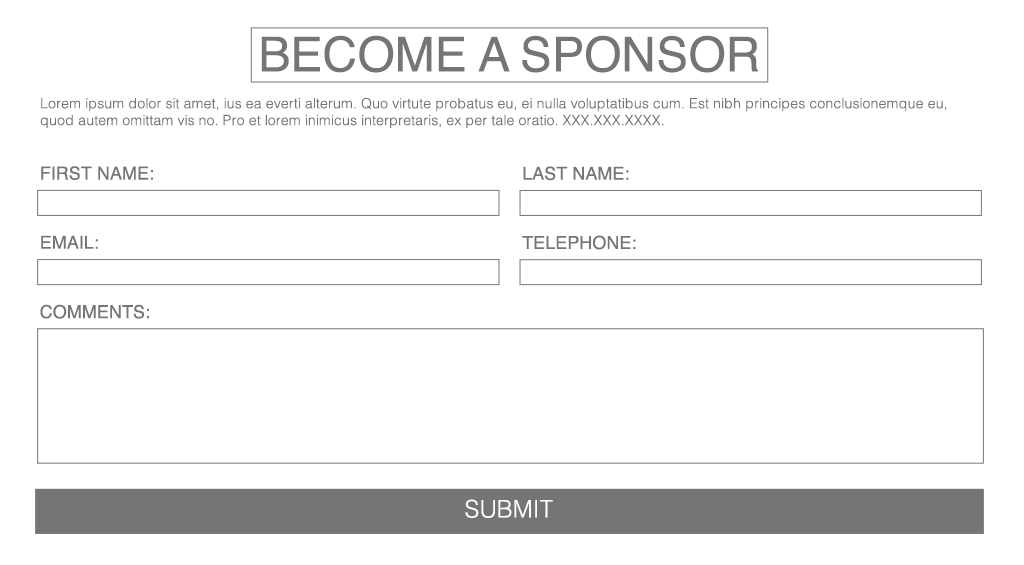 BECOME A SPONSOR
Lorem ipsum dolor sit amet, ius ea everti alterum. Quo virtute probatus eu, ei nulla voluptatibus cum. Est nibh principes conclusionemque eu,
quod autem omittam vis no. Pro et lorem inimicus interpretaris, ex per tale oratio. XXX.XXX.XXXX.
FIRST NAME:
LAST NAME:
EMAIL:
TELEPHONE:
COMMENTS:
SUBMIT